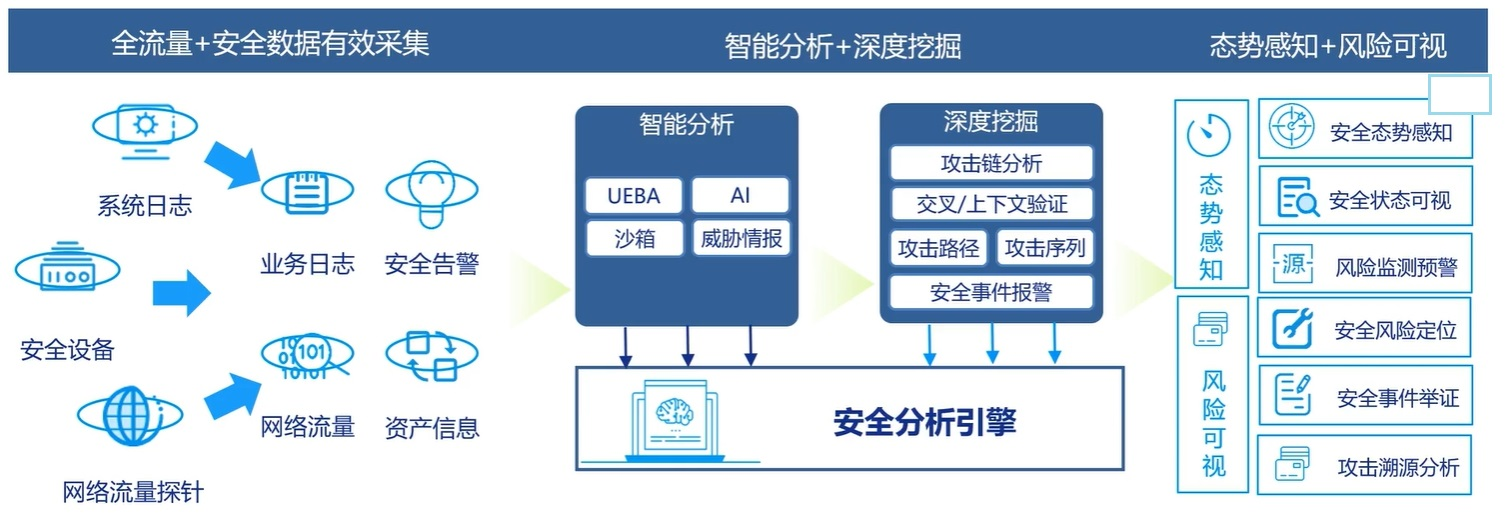 全流量+安全数据有效采集
智能分析+深度挖掘
态势感知+风险可视
系统日志
安全设备
网络流量探针
业务日志
安全告警
101
网络流量
资产信息
智能分析
UEBA
AI
沙箱
威胁情报
深度挖掘
攻击链分析
交叉/上下文验证
攻击路径
攻击序列
安全事件报警
安全分析引擎
态势感知
风险可视
安全态势感知
安全状态可视
源
风险监测预警
安全风险定位
安全事件举证
攻击溯源分析